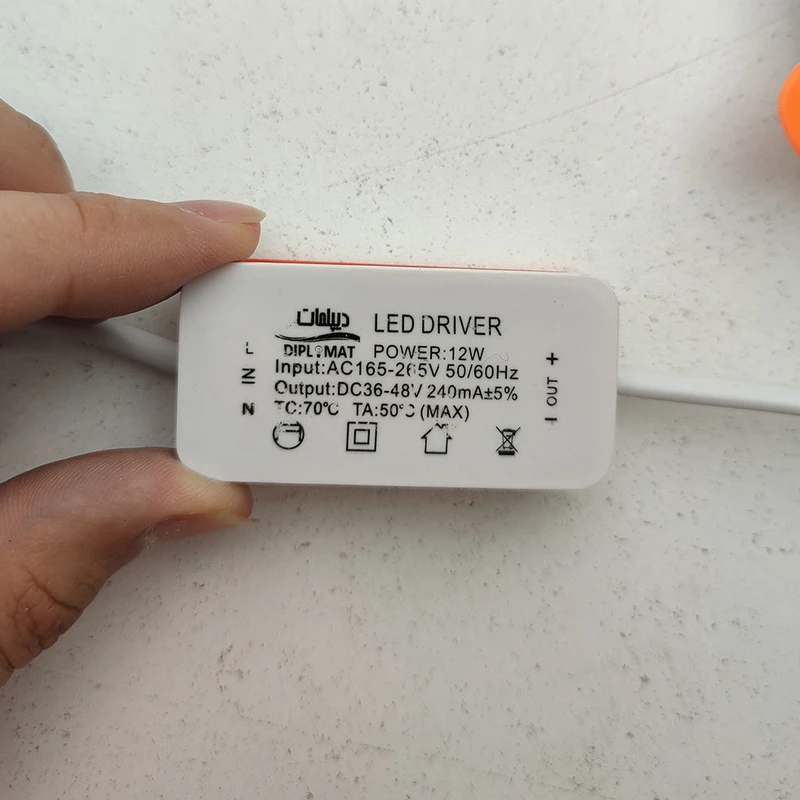 L
IN
N
دیپلمات
DIPLOMAT
LED DRIVER
POWER:12W
Input:AC165-265V 50/60Hz
Output:DC36-48V 240mA±5%
TC:70℃ TA:50℃ (MAX)
+
OUT
-